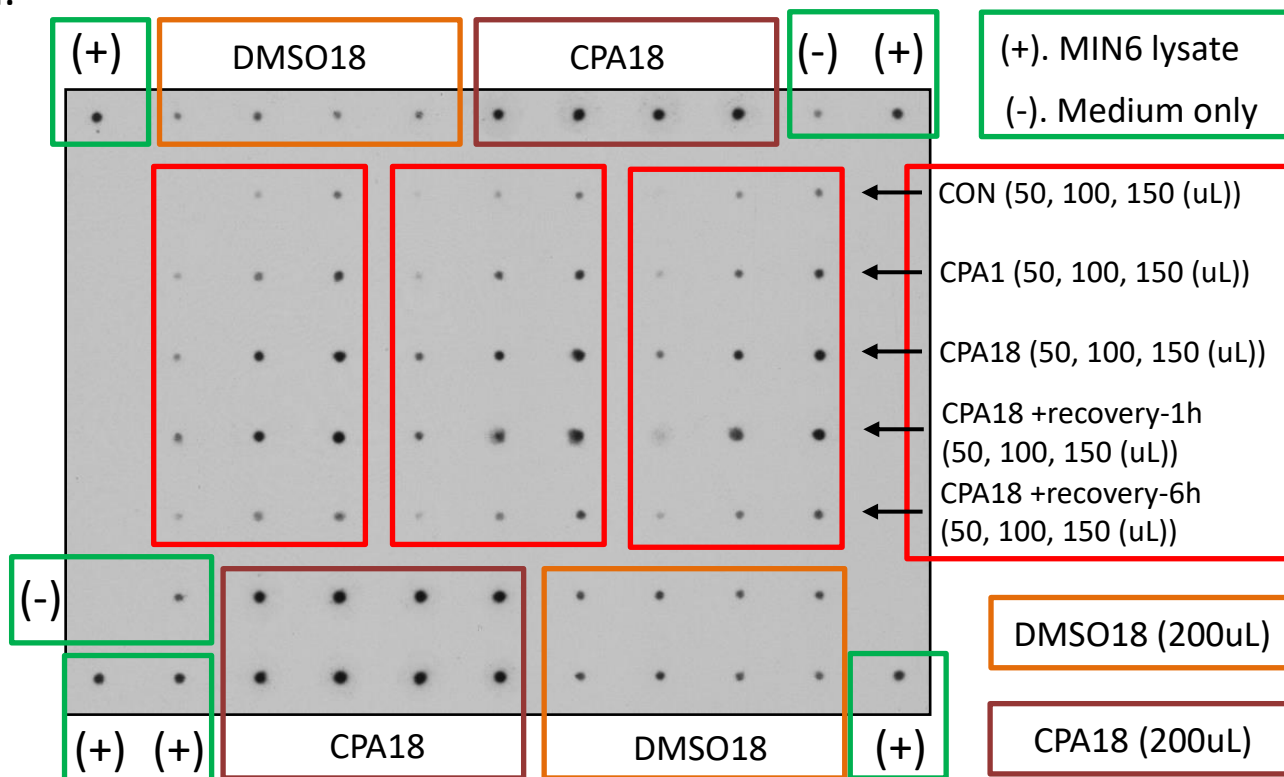 (+) DMSO18 CPA18 (-) (+)
(+). MIN6 lysate
(-). Medium only
CON (50, 100, 150 (uL))
CPA1 (50, 100, 150 (uL))
CPA18 (50, 100, 150 (uL))
CPA18 +recovery-1h
(50, 100, 150 (uL))
CPA18 +recovery-6h
(50, 100, 150 (uL))
(-)
DMSO18 (200uL)
(+) (+) CPA18 DMSO18 (+)
CPA18 (200uL)